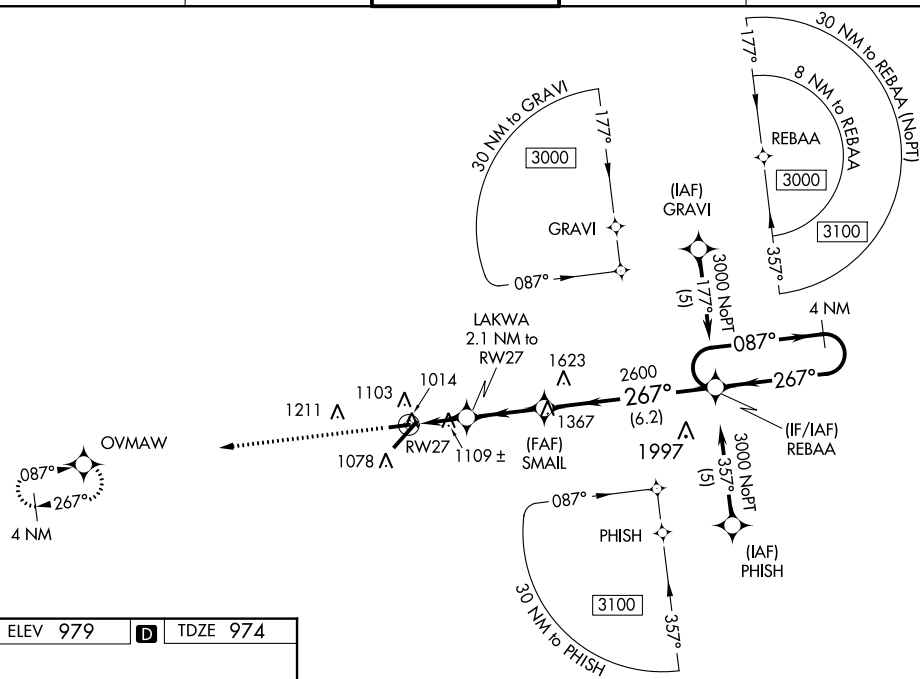 30 NM to REBAA (NoPT)
177°
8 NM to REBAA
REBAA
3000
3100
357°
30 NM to GRAVI
177°
3000
GRAVI
087°
(IAF)
GRAVI
3000 NoPT
177°
(5)
4 NM
087°
267°
LAKWA
2.1 NM to
RW27
1623
2600
267°
(6.2)
1367
1997
(IF/IAF)
REBAA
1014
1103
1211
RW27
1078
1109 ±
(FAF)
SMAIL
OVMAW
087°
267°
4 NM
3000 NoPT
357°
(5)
(IAF)
PHISH
087°
PHISH
3100
357°
30 NM to PHISH
ELEV 979 D TDZE 974